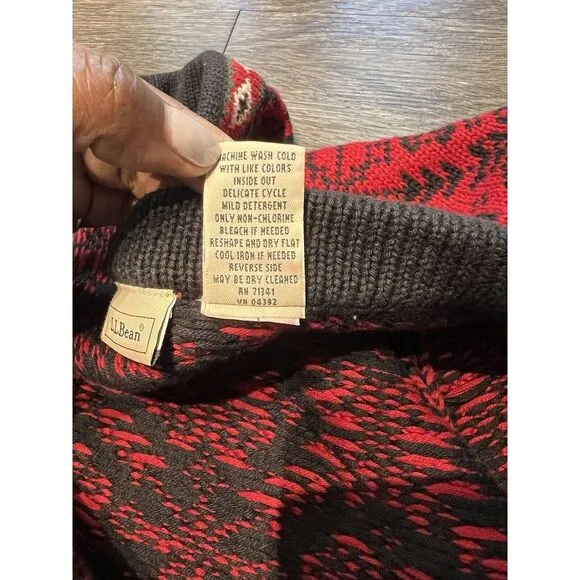 MACHINE WASH COLD
WITH LIKE COLORS
INSIDE OUT
DELICATE CYCLE
MILD DETERGENT
ONLY NON-CHLORINE
BLEACH IF NEEDED
RESHAPE AND DRY FLAT
COOL IRON IF NEEDED
REVERSE SIDE
MAY BE DRY CLEANED
RN 71341
VN 04392
L.L.Bean®